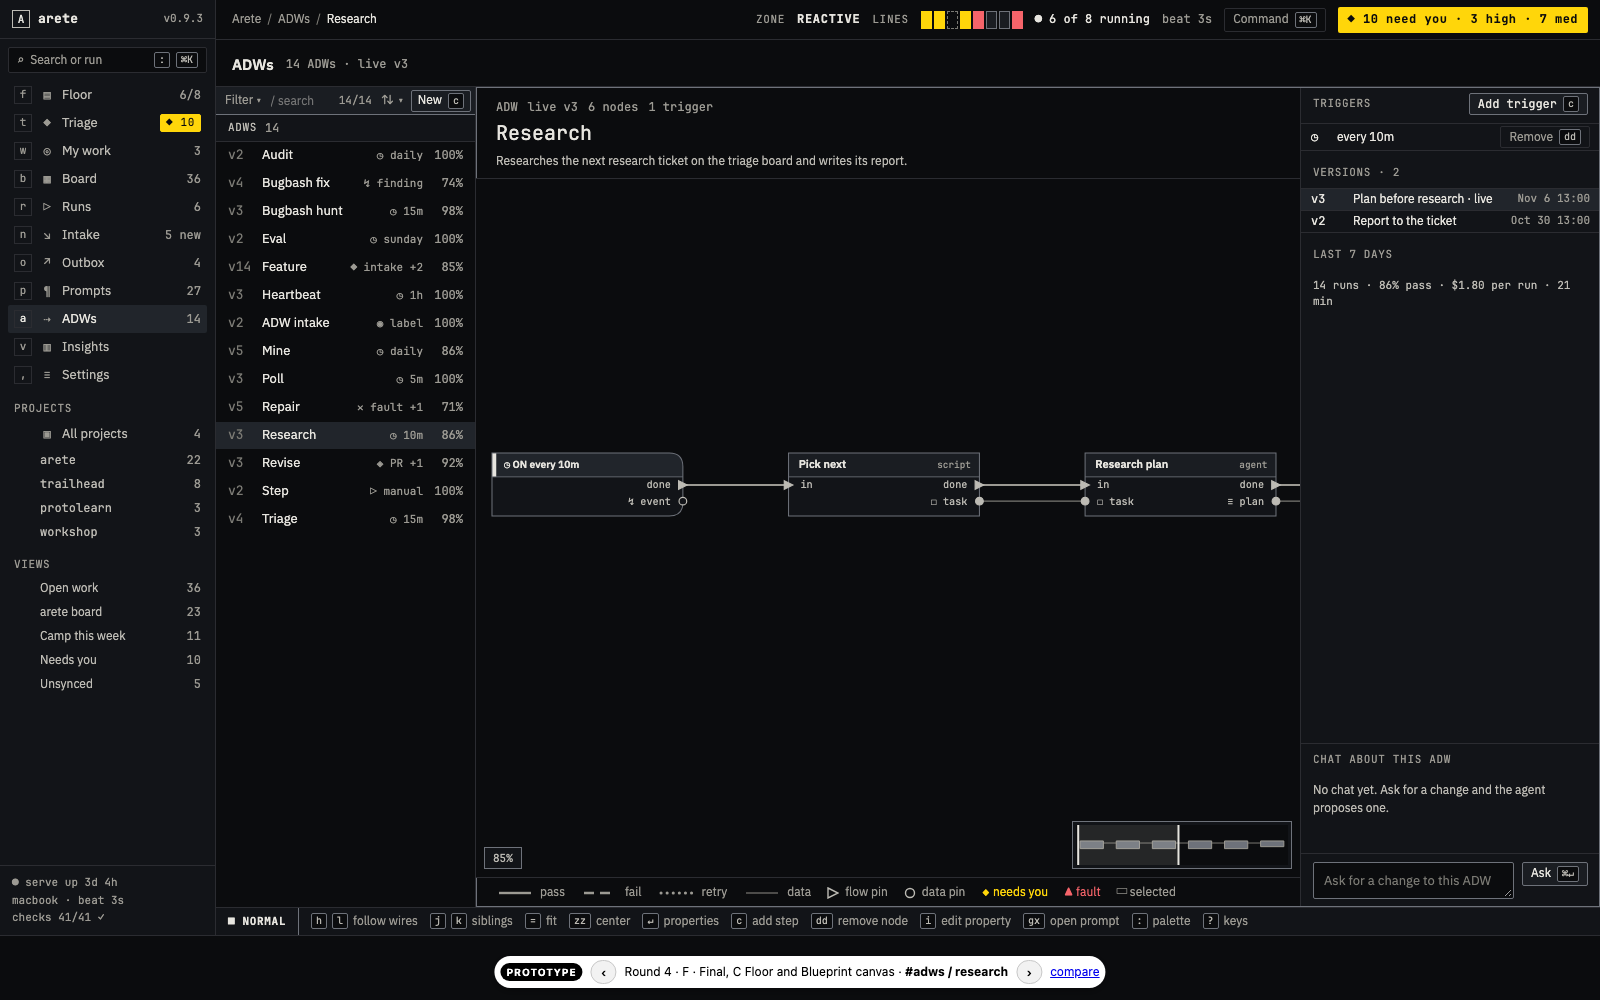 A arete v0.9.3
Search or run : ⌘K
f Floor 6/8
t Triage ◆ 10
w My work 3
b Board 36
r Runs 6
n Intake 5 new
o Outbox 4
p ¶ Prompts 27
a → ADWs 14
v Insights
, ≡ Settings
PROJECTS
All projects 4
arete 22
trailhead 8
protolearn 3
workshop 3
VIEWS
Open work 36
arete board 23
Camp this week 11
Needs you 10
Unsynced 5
● serve up 3d 4h
macbook · beat 3s
checks 41/41 ✓
Arete / ADWs / Research
ZONE REACTIVE LINES ● 6 of 8 running beat 3s Command ⌘K ◆ 10 need you · 3 high · 7 med
ADWs 14 ADWs · live v3
Filter ▾ / search 14/14 ⇅ ▾ New c
ADWS 14
v2 Audit ◷ daily 100%
v4 Bugbash fix ↯ finding 74%
v3 Bugbash hunt ◷ 15m 98%
v2 Eval ◷ sunday 100%
v14 Feature ◆ intake +2 85%
v3 Heartbeat ◷ 1h 100%
v2 ADW intake ◉ label 100%
v5 Mine ◷ daily 86%
v3 Poll ◷ 5m 100%
v5 Repair × fault +1 71%
v3 Research ◷ 10m 86%
v3 Revise ◆ PR +1 92%
v2 Step ▷ manual 100%
v4 Triage ◷ 15m 98%
ADW live v3 6 nodes 1 trigger
Research
Researches the next research ticket on the triage board and writes its report.
◷ ON every 10m
done
↯ event
Pick next script
in done
◻ task
Research plan agent
in done
◻ task ≡ plan
85%
pass fail retry data flow pin data pin ◆ needs you ▲ fault selected
TRIGGERS Add trigger c
◷ every 10m Remove dd
VERSIONS · 2
v3 Plan before research · live Nov 6 13:00
v2 Report to the ticket Oct 30 13:00
LAST 7 DAYS
14 runs · 86% pass · $1.80 per run · 21
min
CHAT ABOUT THIS ADW
No chat yet. Ask for a change and the agent
proposes one.
Ask for a change to this ADW Ask ⌘↵
■ NORMAL h l follow wires j k siblings = fit zz center ↵ properties c add step dd remove node i edit property gx open prompt : palette ? keys
PROTOTYPE ‹ Round 4 · F · Final, C Floor and Blueprint canvas · #adws / research › compare